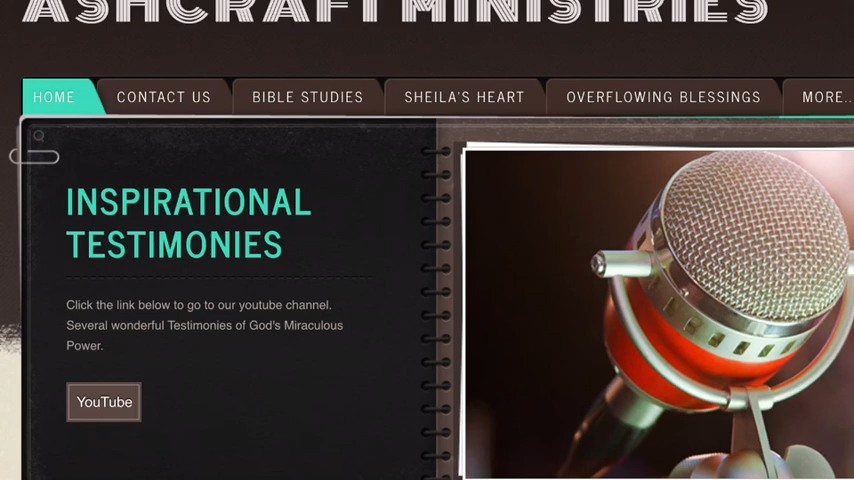 ASHCRAFT MINISTRIES
HOME CONTACT US BIBLE STUDIES SHEILA'S HEART OVERFLOWING BLESSINGS MORE...
INSPIRATIONAL
TESTIMONIES
Click the link below to go to our youtube channel.
Several wonderful Testimonies of God's Miraculous
Power.
YouTube